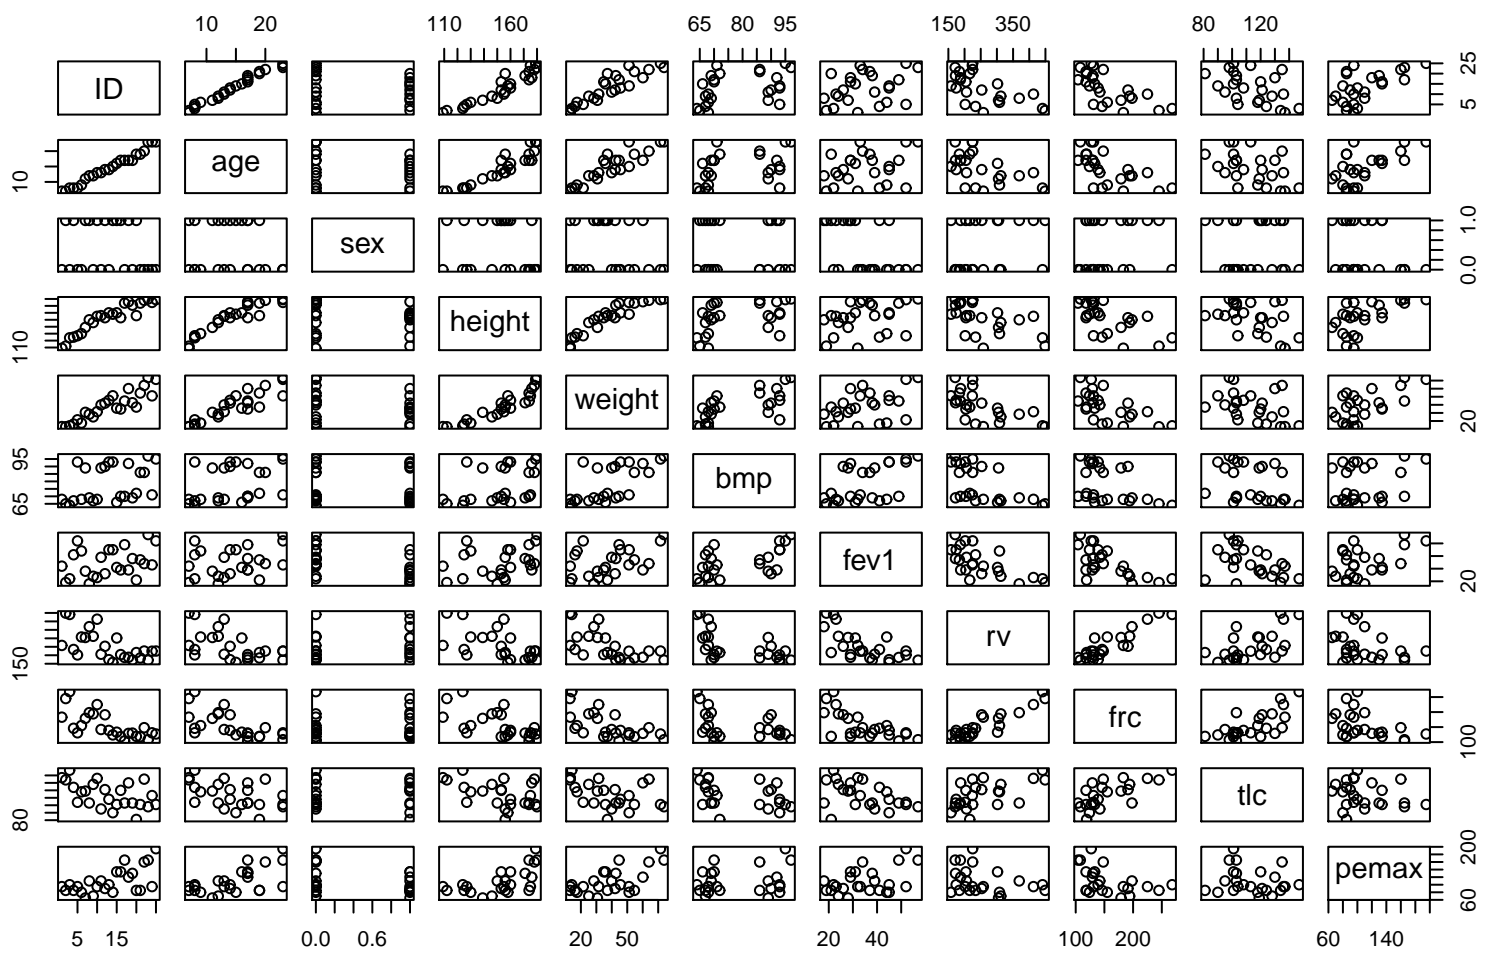 10 20 110 160 65 80 95 150 350 80 120
ID 5 25
10 age
sex 0.0 1.0
110 height
weight 20
65 95 bmp
fev1 20
150 rv
frc 100
80 tlc
pemax 60 200
5 15 0.0 0.6 20 50 20 40 100 200 60 140